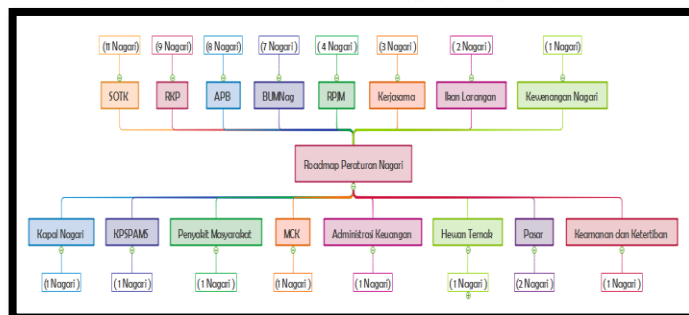 (11 Nagari) (9 Nagari) (8 Nagari) (7 Nagari ) ( 4 Nagari) (3 Nagari) ( 2 Nagari) (1 Nagari)
SOTK RKP APB BUMNag RPJM Kerjasama Ikan Larangan Kewenangan Nagari
Roadmap Peraturan Nagari
Kapal Nagari KPSPAMS Penyakit Masyarakat MCK Administrasi Keuangan Hewan Ternak Pasar Keamanan dan Ketertiban
(1 Nagari ) (1 Nagari ) (1 Nagari ) (1 Nagari ) (1 Nagari) (1 Nagari ) (2 Nagari) (1 Nagari )